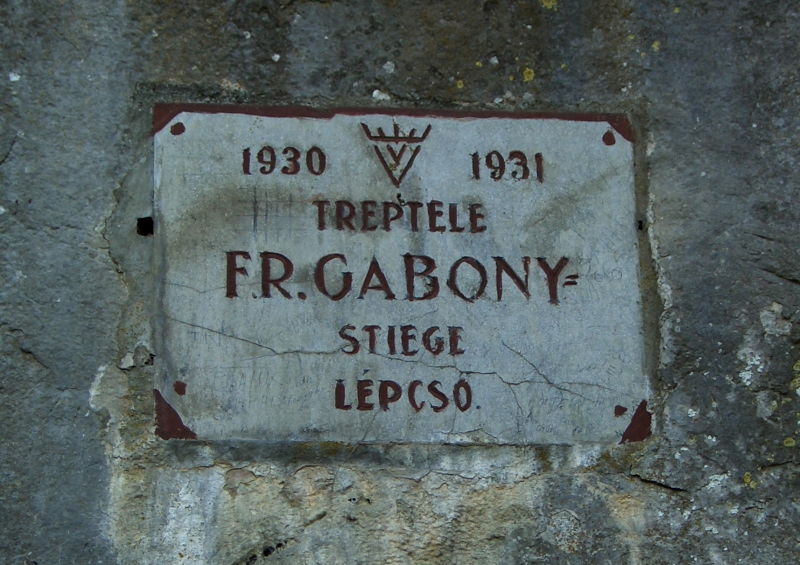 1930 1931
TREPTELE
F.R. GABONY=
STIEGE
LÉPCSŐ.